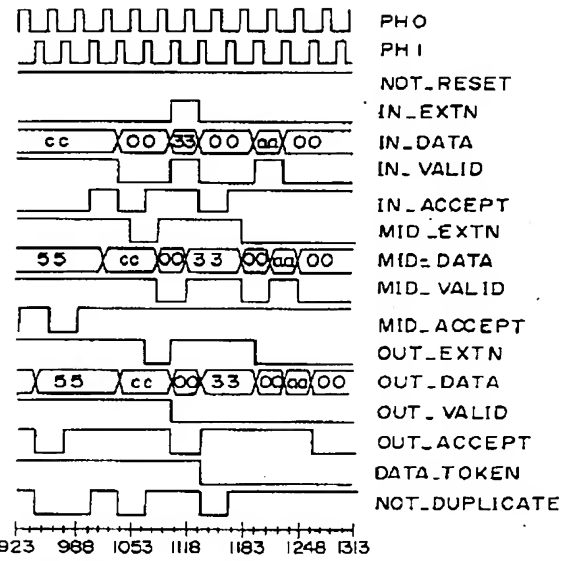 PH0
PH1
NOT_RESET
IN_EXTN
cc 00 33 00 aa 00 IN_DATA
IN_VALID
IN_ACCEPT
MID_EXTN
55 cc 00 33 00 aa 00 MID_DATA
MID_VALID
MID_ACCEPT
OUT_EXTN
55 cc 00 33 00 aa 00 OUT_DATA
OUT_VALID
OUT_ACCEPT
DATA_TOKEN
NOT_DUPLICATE
923 988 1053 1118 1183 1248 1313